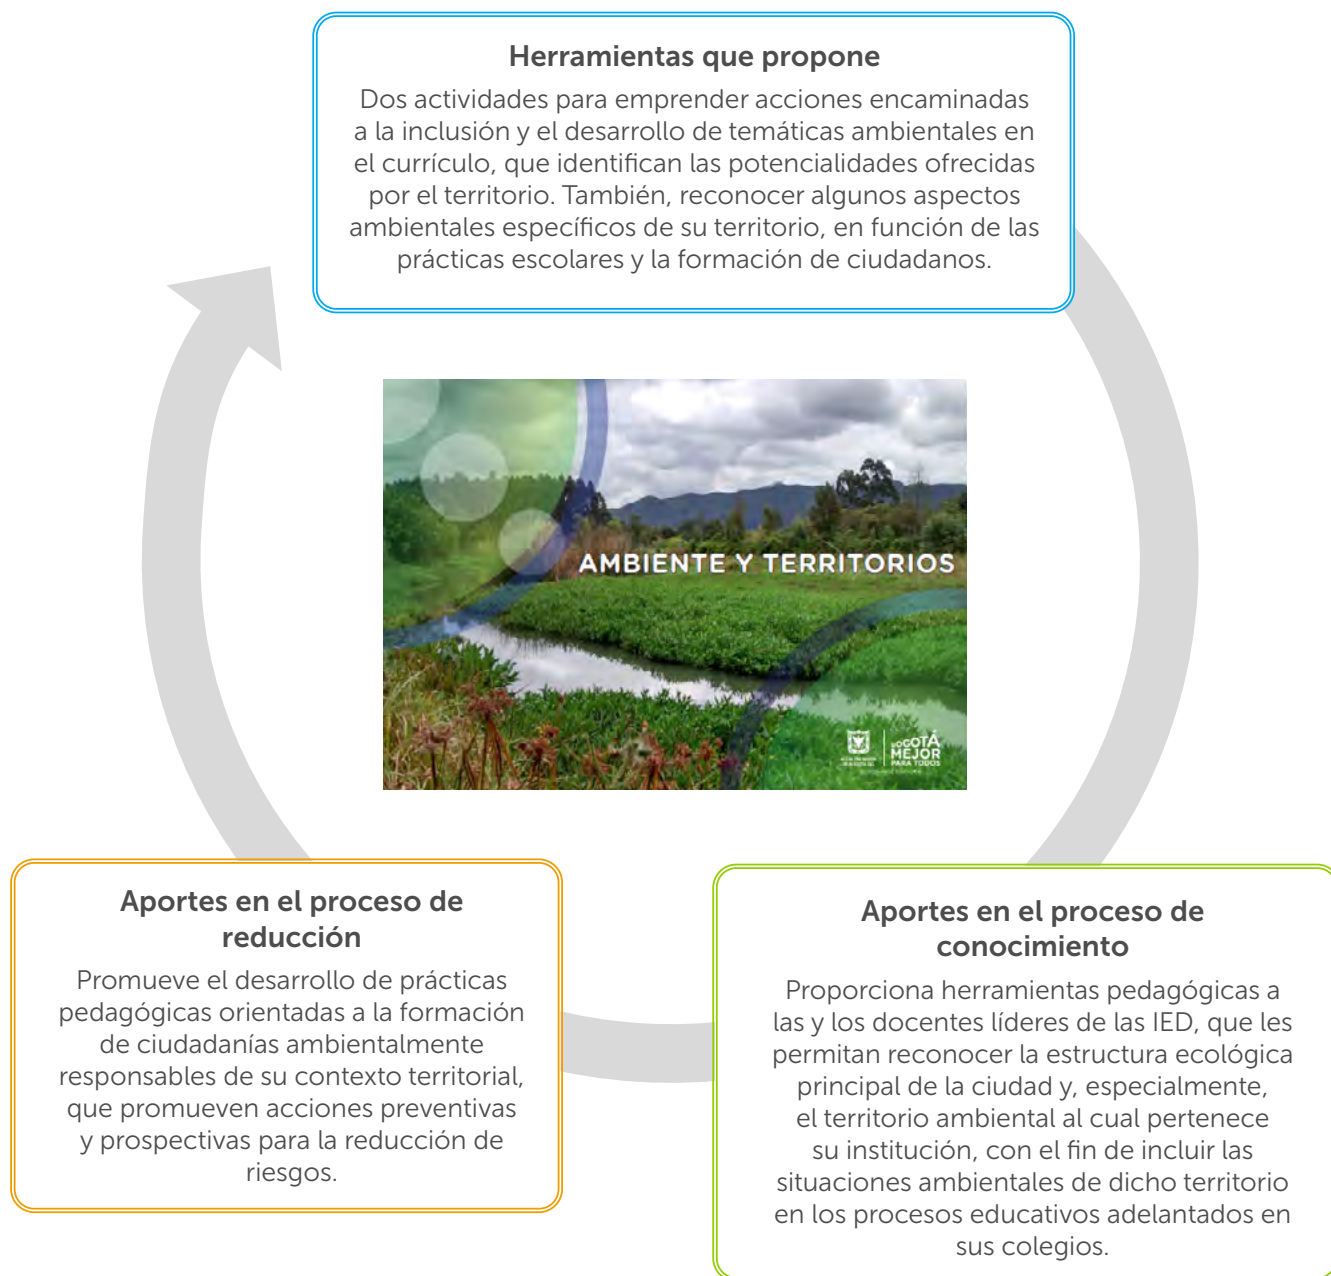 Herramientas que propone
Dos actividades para emprender acciones encaminadas
a la inclusión y el desarrollo de temáticas ambientales en
el currículo, que identifican las potencialidades ofrecidas
por el territorio. También, reconocer algunos aspectos
ambientales específicos de su territorio, en función de las
prácticas escolares y la formación de ciudadanos.
AMBIENTE Y TERRITORIOS
BOGOTÁ
MEJOR
PARA TODOS
Aportes en el proceso de
reducción
Promueve el desarrollo de prácticas
pedagógicas orientadas a la formación
de ciudadanías ambientalmente
responsables de su contexto territorial,
que promueven acciones preventivas
y prospectivas para la reducción de
riesgos.
Aportes en el proceso de
conocimiento
Proporciona herramientas pedagógicas a
las y los docentes líderes de las IED, que les
permitan reconocer la estructura ecológica
principal de la ciudad y, especialmente,
el territorio ambiental al cual pertenece
su institución, con el fin de incluir las
situaciones ambientales de dicho territorio
en los procesos educativos adelantados en
sus colegios.